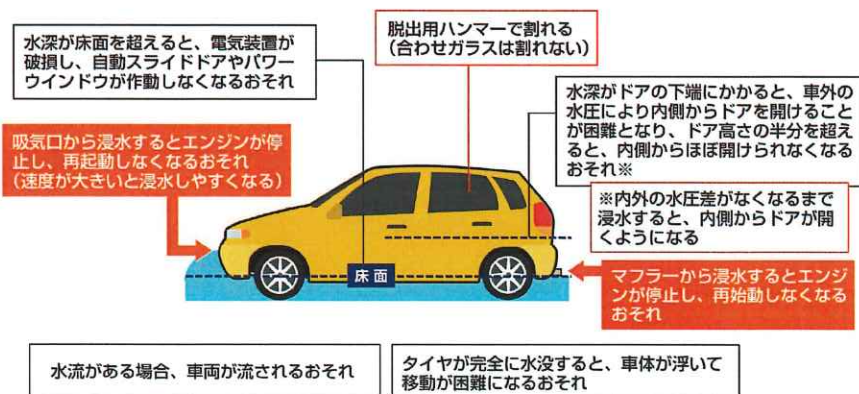 水深が床面を超えると、電気装置が
破損し、自動スライドドアやパワー
ウインドウが作動しなくなるおそれ
脱出用ハンマーで割れる
(合わせガラスは割れない)
水深がドアの下端にかかると、車外の
水圧により内側からドアを開けること
が困難となり、ドア高さの半分を超え
ると、内側からほぼ開けられなくなる
おそれ※
吸気口から浸水するとエンジンが停
止し、再起動しなくなるおそれ
(速度が大きいと浸水しやすくなる)
※内外の水圧差がなくなるまで
浸水すると、内側からドアが開
くようになる
床面
マフラーから浸水するとエンジ
ンが停止し、再始動しなくなる
おそれ
水流がある場合、車両が流されるおそれ
タイヤが完全に水没すると、車体が浮いて
移動が困難になるおそれ